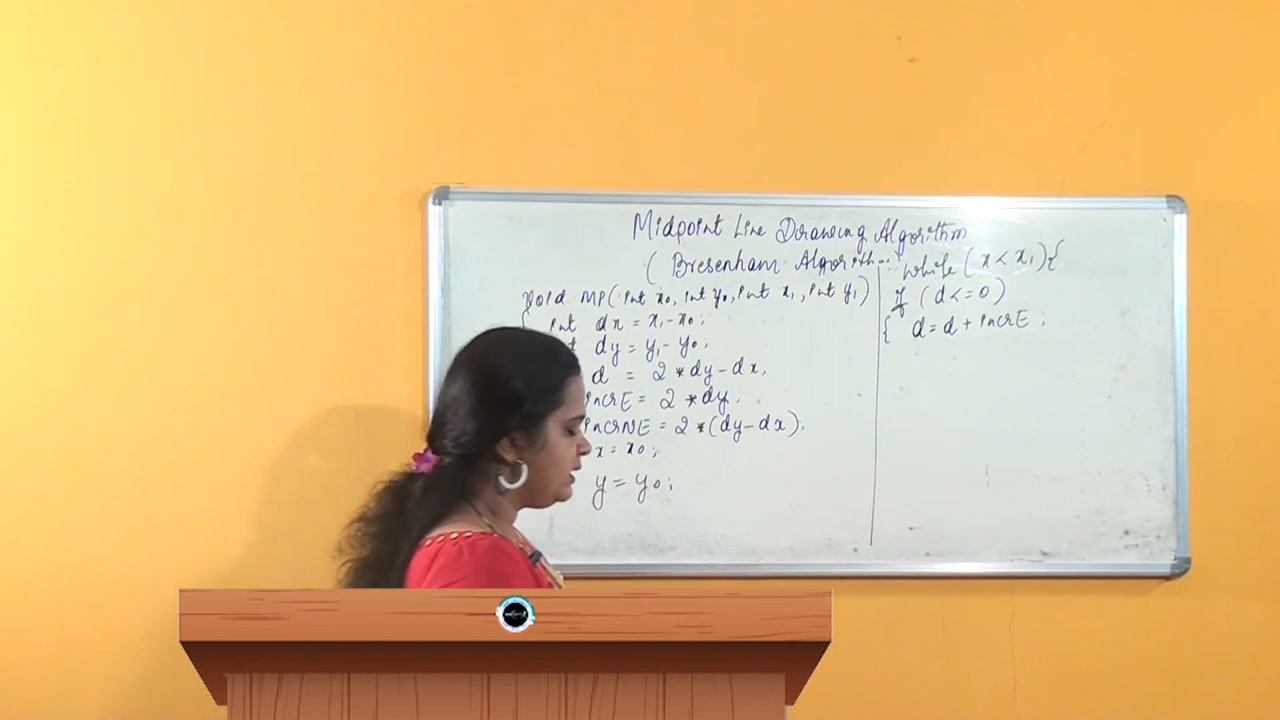 Midpoint Line Drawing Algorithm
( Bresenham Algorithm
void MP(int x0, int y0, int x1, int y1)
{ int dx = x1 - x0 ;
dy = y1 - y0 ;
d = 2 * dy - dx,
incrE = 2 * dy ;
incrNE = 2 * (dy - dx) ;
x = x0 ;
y = y0 ;
while ( x < x1 ) {
if ( d <= 0 )
{ d = d + incrE ;